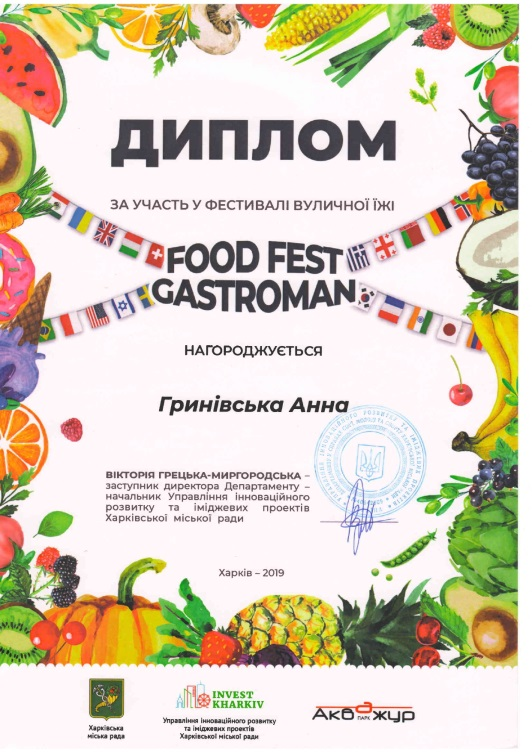 ДИПЛОМ
ЗА УЧАСТЬ У ФЕСТИВАЛІ ВУЛИЧНОЇ ЇЖІ
FOOD FEST
GASTROMAN
НАГОРОДЖУЄТЬСЯ
Гринівська Анна
ВІКТОРІЯ ГРЕЦЬКА-МИРГОРОДСЬКА –
заступник директора Департаменту –
начальник Управління інноваційного
розвитку та іміджевих проектів
Харківської міської ради
Харків – 2019
Харківська
міська рада
INVEST
KHARKIV
Управління інноваційного розвитку
та іміджевих проектів
Харківської міської ради
Ажур
ПАРК